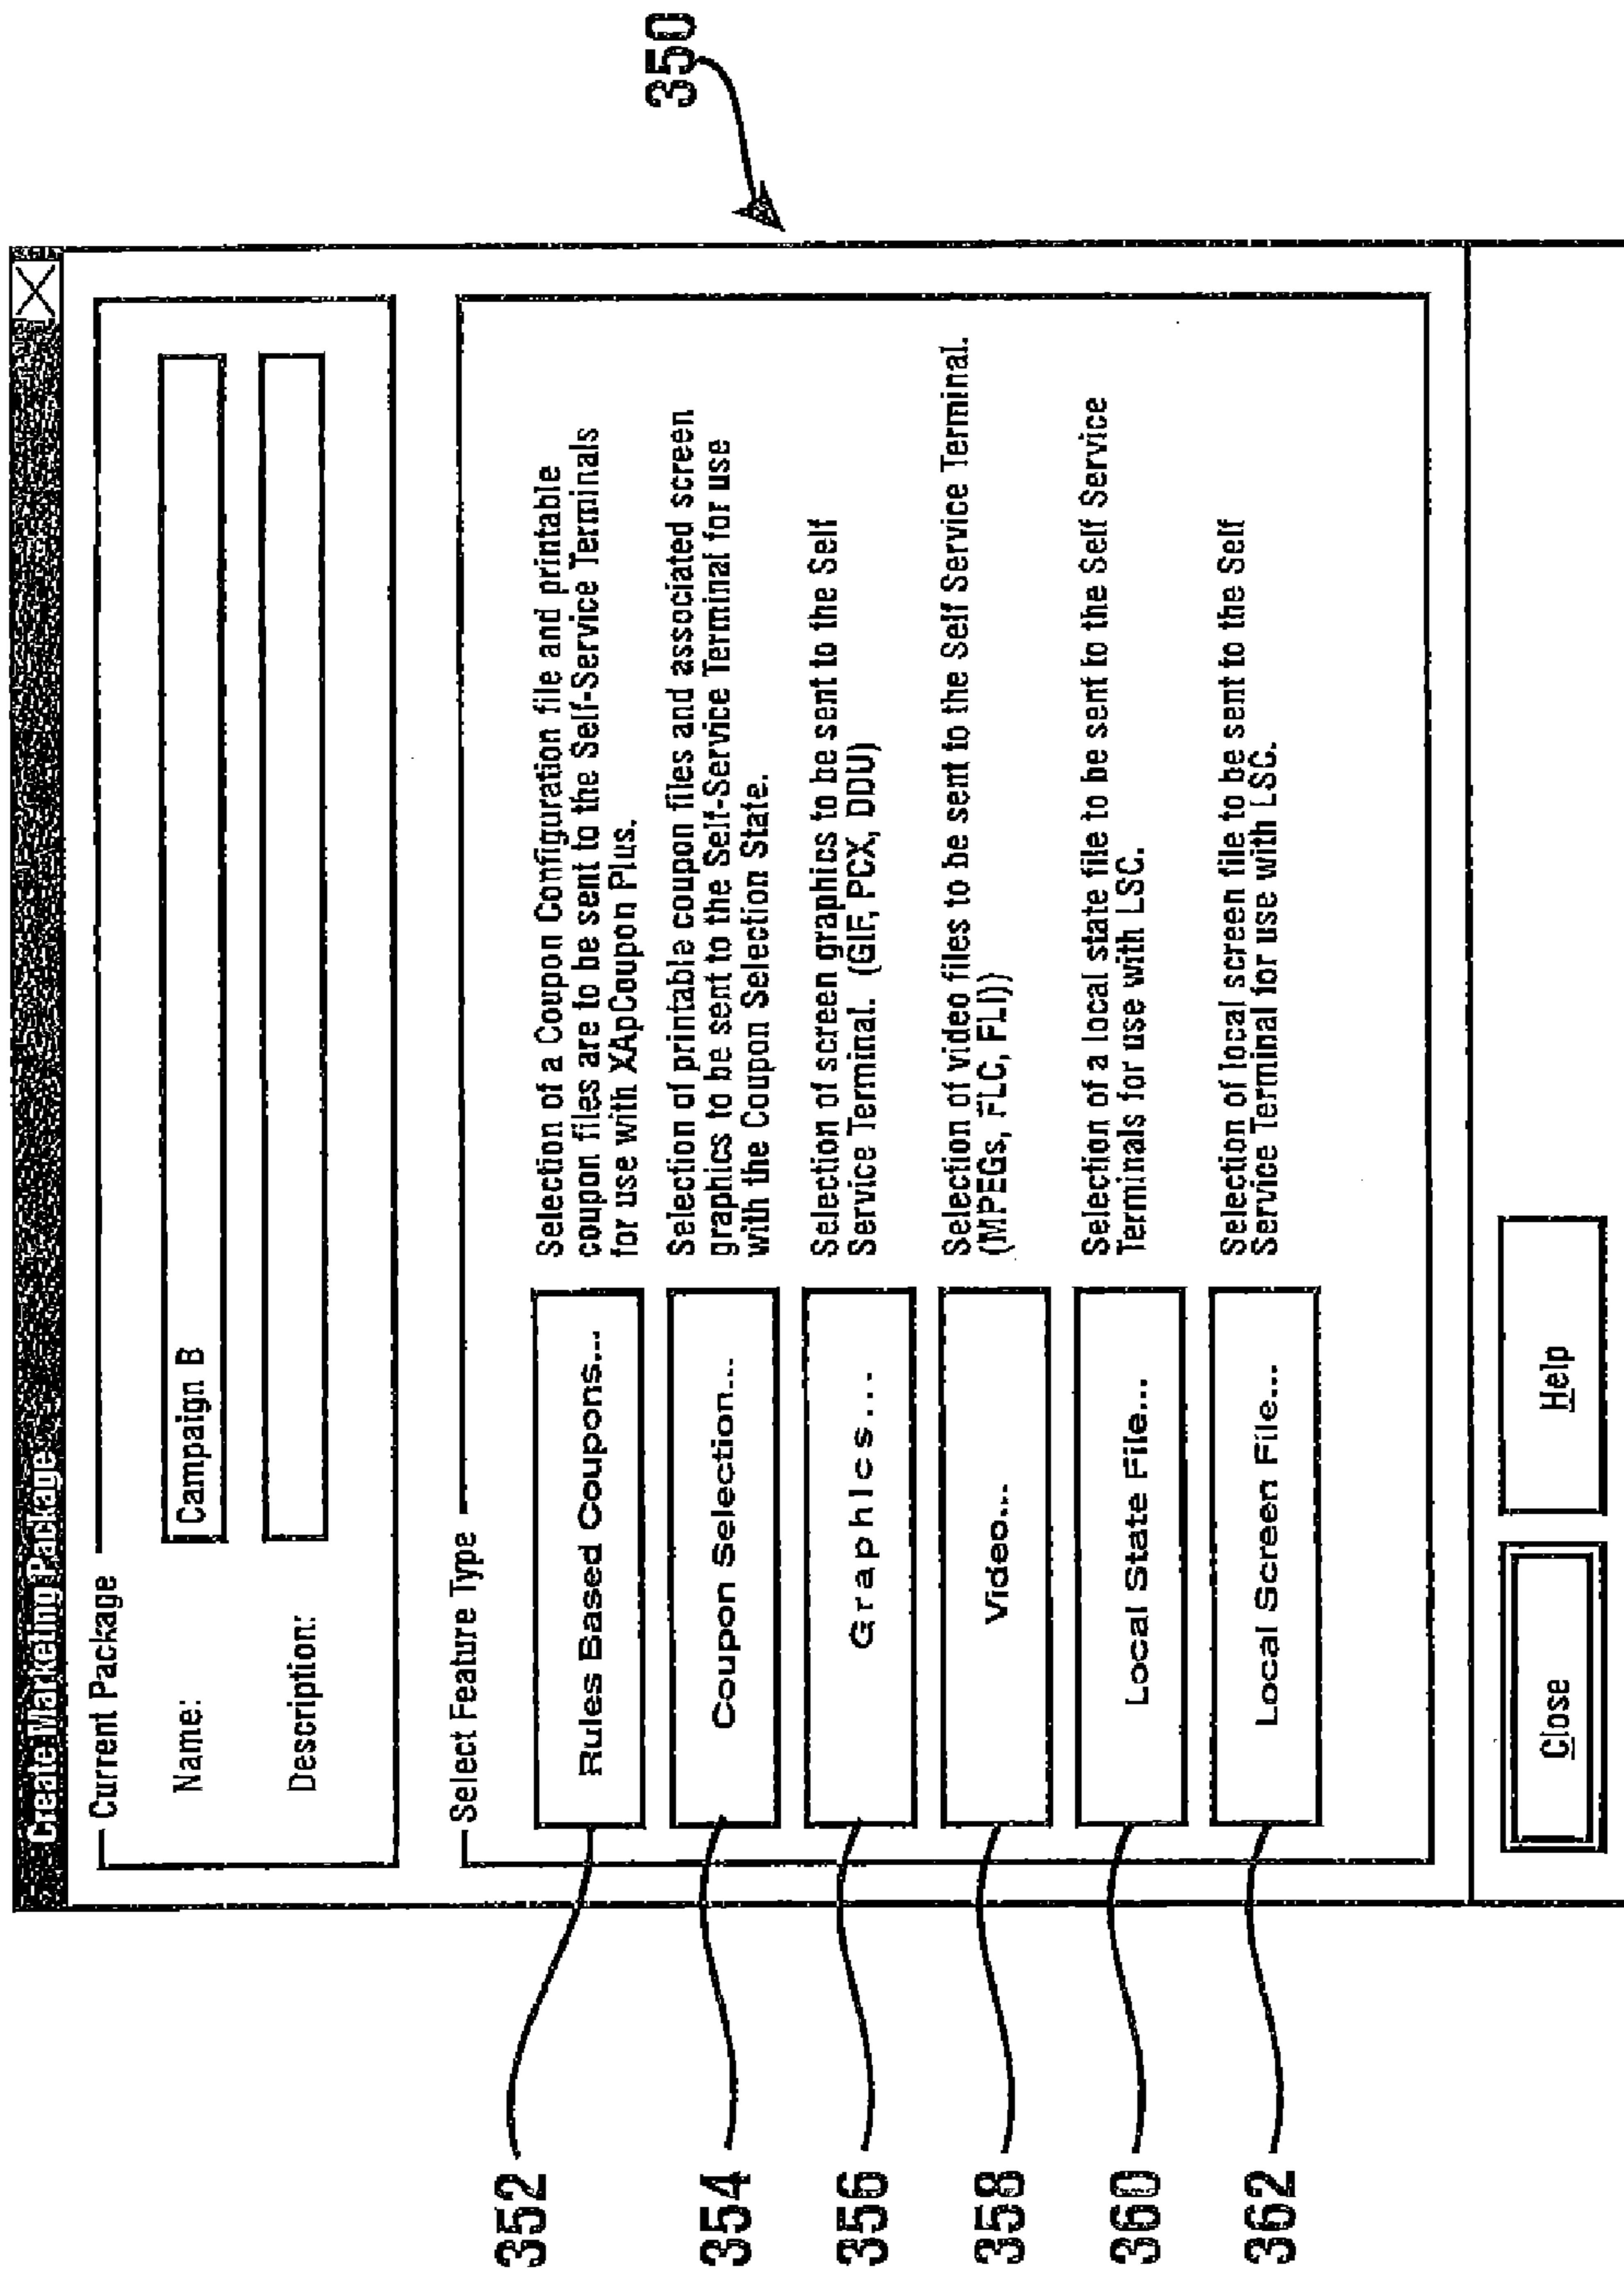 Create Marketing Packages
Current Package
Name:
Campaign B
Description:
Select Feature Type
Rules Based Coupons...
Selection of a Coupon Configuration file and printable
coupon files are to be sent to the Self-Service Terminals
for use with XApCoupon Plus.
Coupon Selection...
Selection of printable coupon files and associated screen
graphics to be sent to the Self-Service Terminal for use
with the Coupon Selection State.
Graphics...
Selection of screen graphics to be sent to the Self
Service Terminal. (GIF, PCX, DDU)
Video...
Selection of video files to be sent to the Self Service Terminal.
(MPEGs, FLC, FLI))
Local State File...
Selection of a local state file to be sent to the Self Service
Terminals for use with LSC.
Local Screen File...
Selection of local screen file to be sent to the Self
Service Terminal for use with LSC.
Close
Help
350
352
354
356
358
360
362